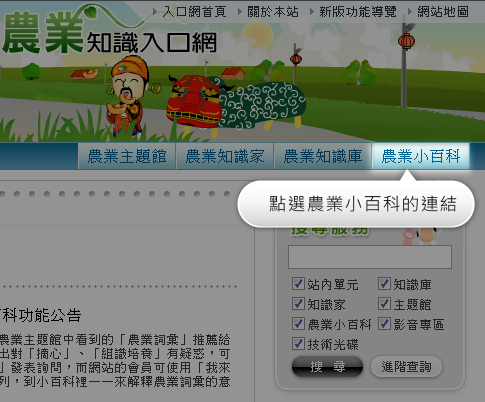 入口網首頁 關於本站 新版功能導覽 網站地圖
農業知識入口網
農業主題館 農業知識家 農業知識庫 農業小百科
點選農業小百科的連結
搜尋服務
站內單元 知識庫
知識家 主題館
農業小百科 影音專區
技術光碟
搜 尋 進階查詢
科功能公告
農業主題館中看到的「農業詞彙」推薦給
出對「摘心」、「組識培養」有疑惑，可
」發表詢問，而網站的會員可使用「我來
列，到小百科裡一一來解釋農業詞彙的意